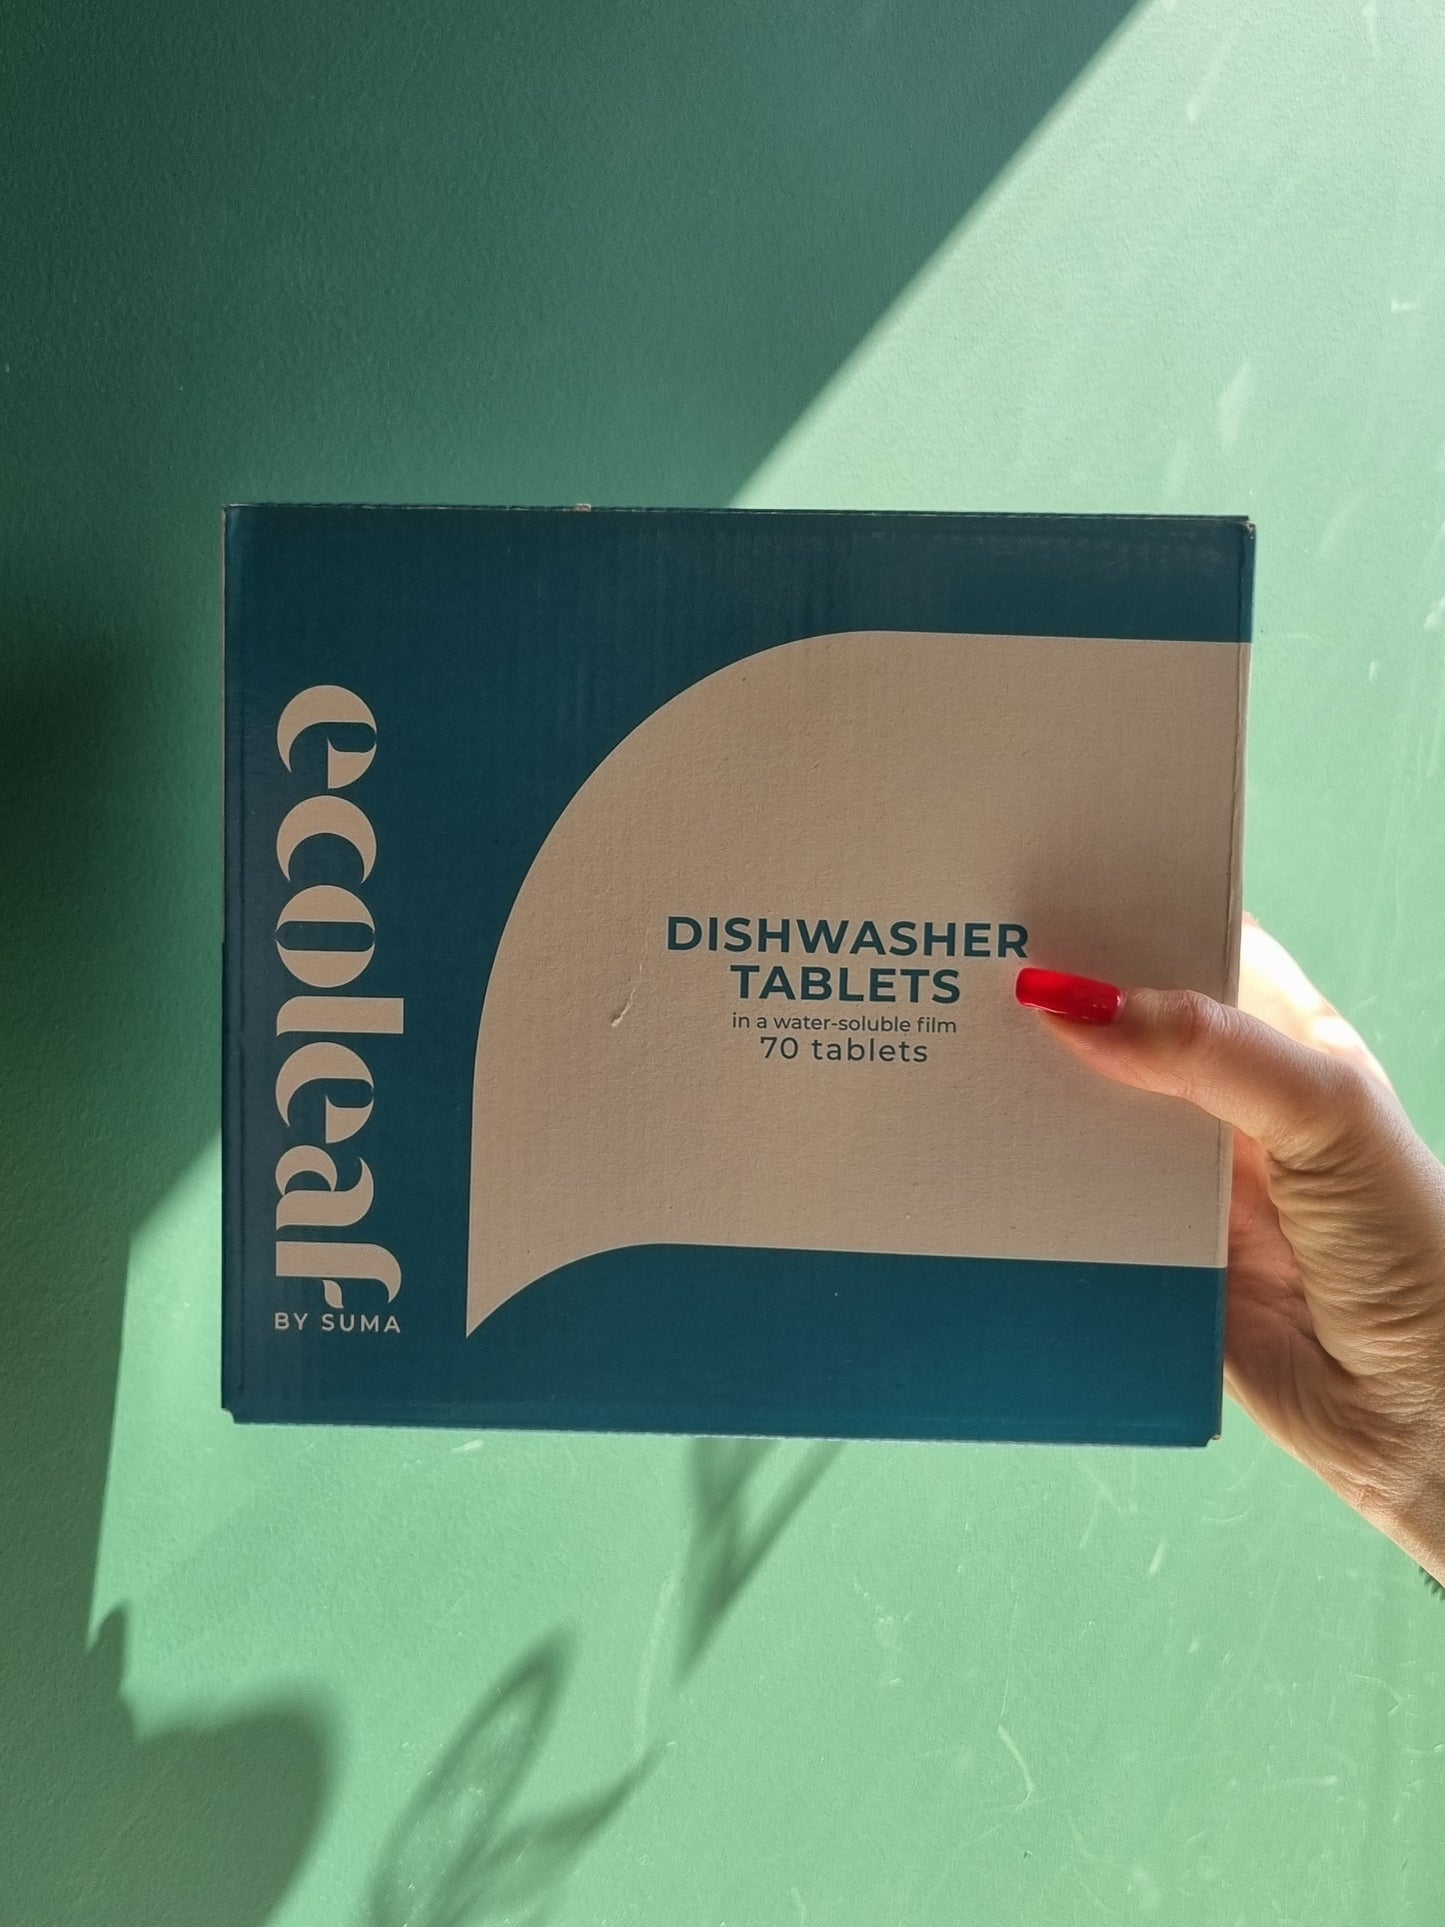 ecoleaf
BY SUMA
DISHWASHER
TABLETS
in a water-soluble film
70 tablets